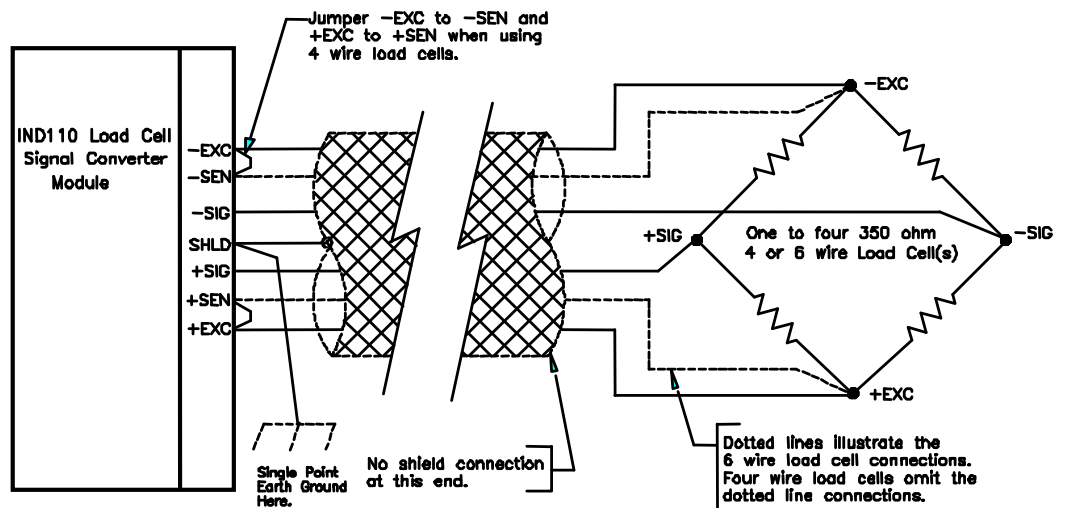 Jumper -EXC to -SEN and
+EXC to +SEN when using
4 wire load cells.
IND110 Load Cell
Signal Converter
Module
-EXC
-SEN
-SIG
SHLD
+SIG
+SEN
+EXC
-EXC
+SIG
One to four 350 ohm
4 or 6 wire Load Cell(s)
-SIG
+EXC
Single Point
Earth Ground
Here.
No shield connection
at this end.
Dotted lines illustrate the
6 wire load cell connections.
Four wire load cells omit the
dotted line connections.